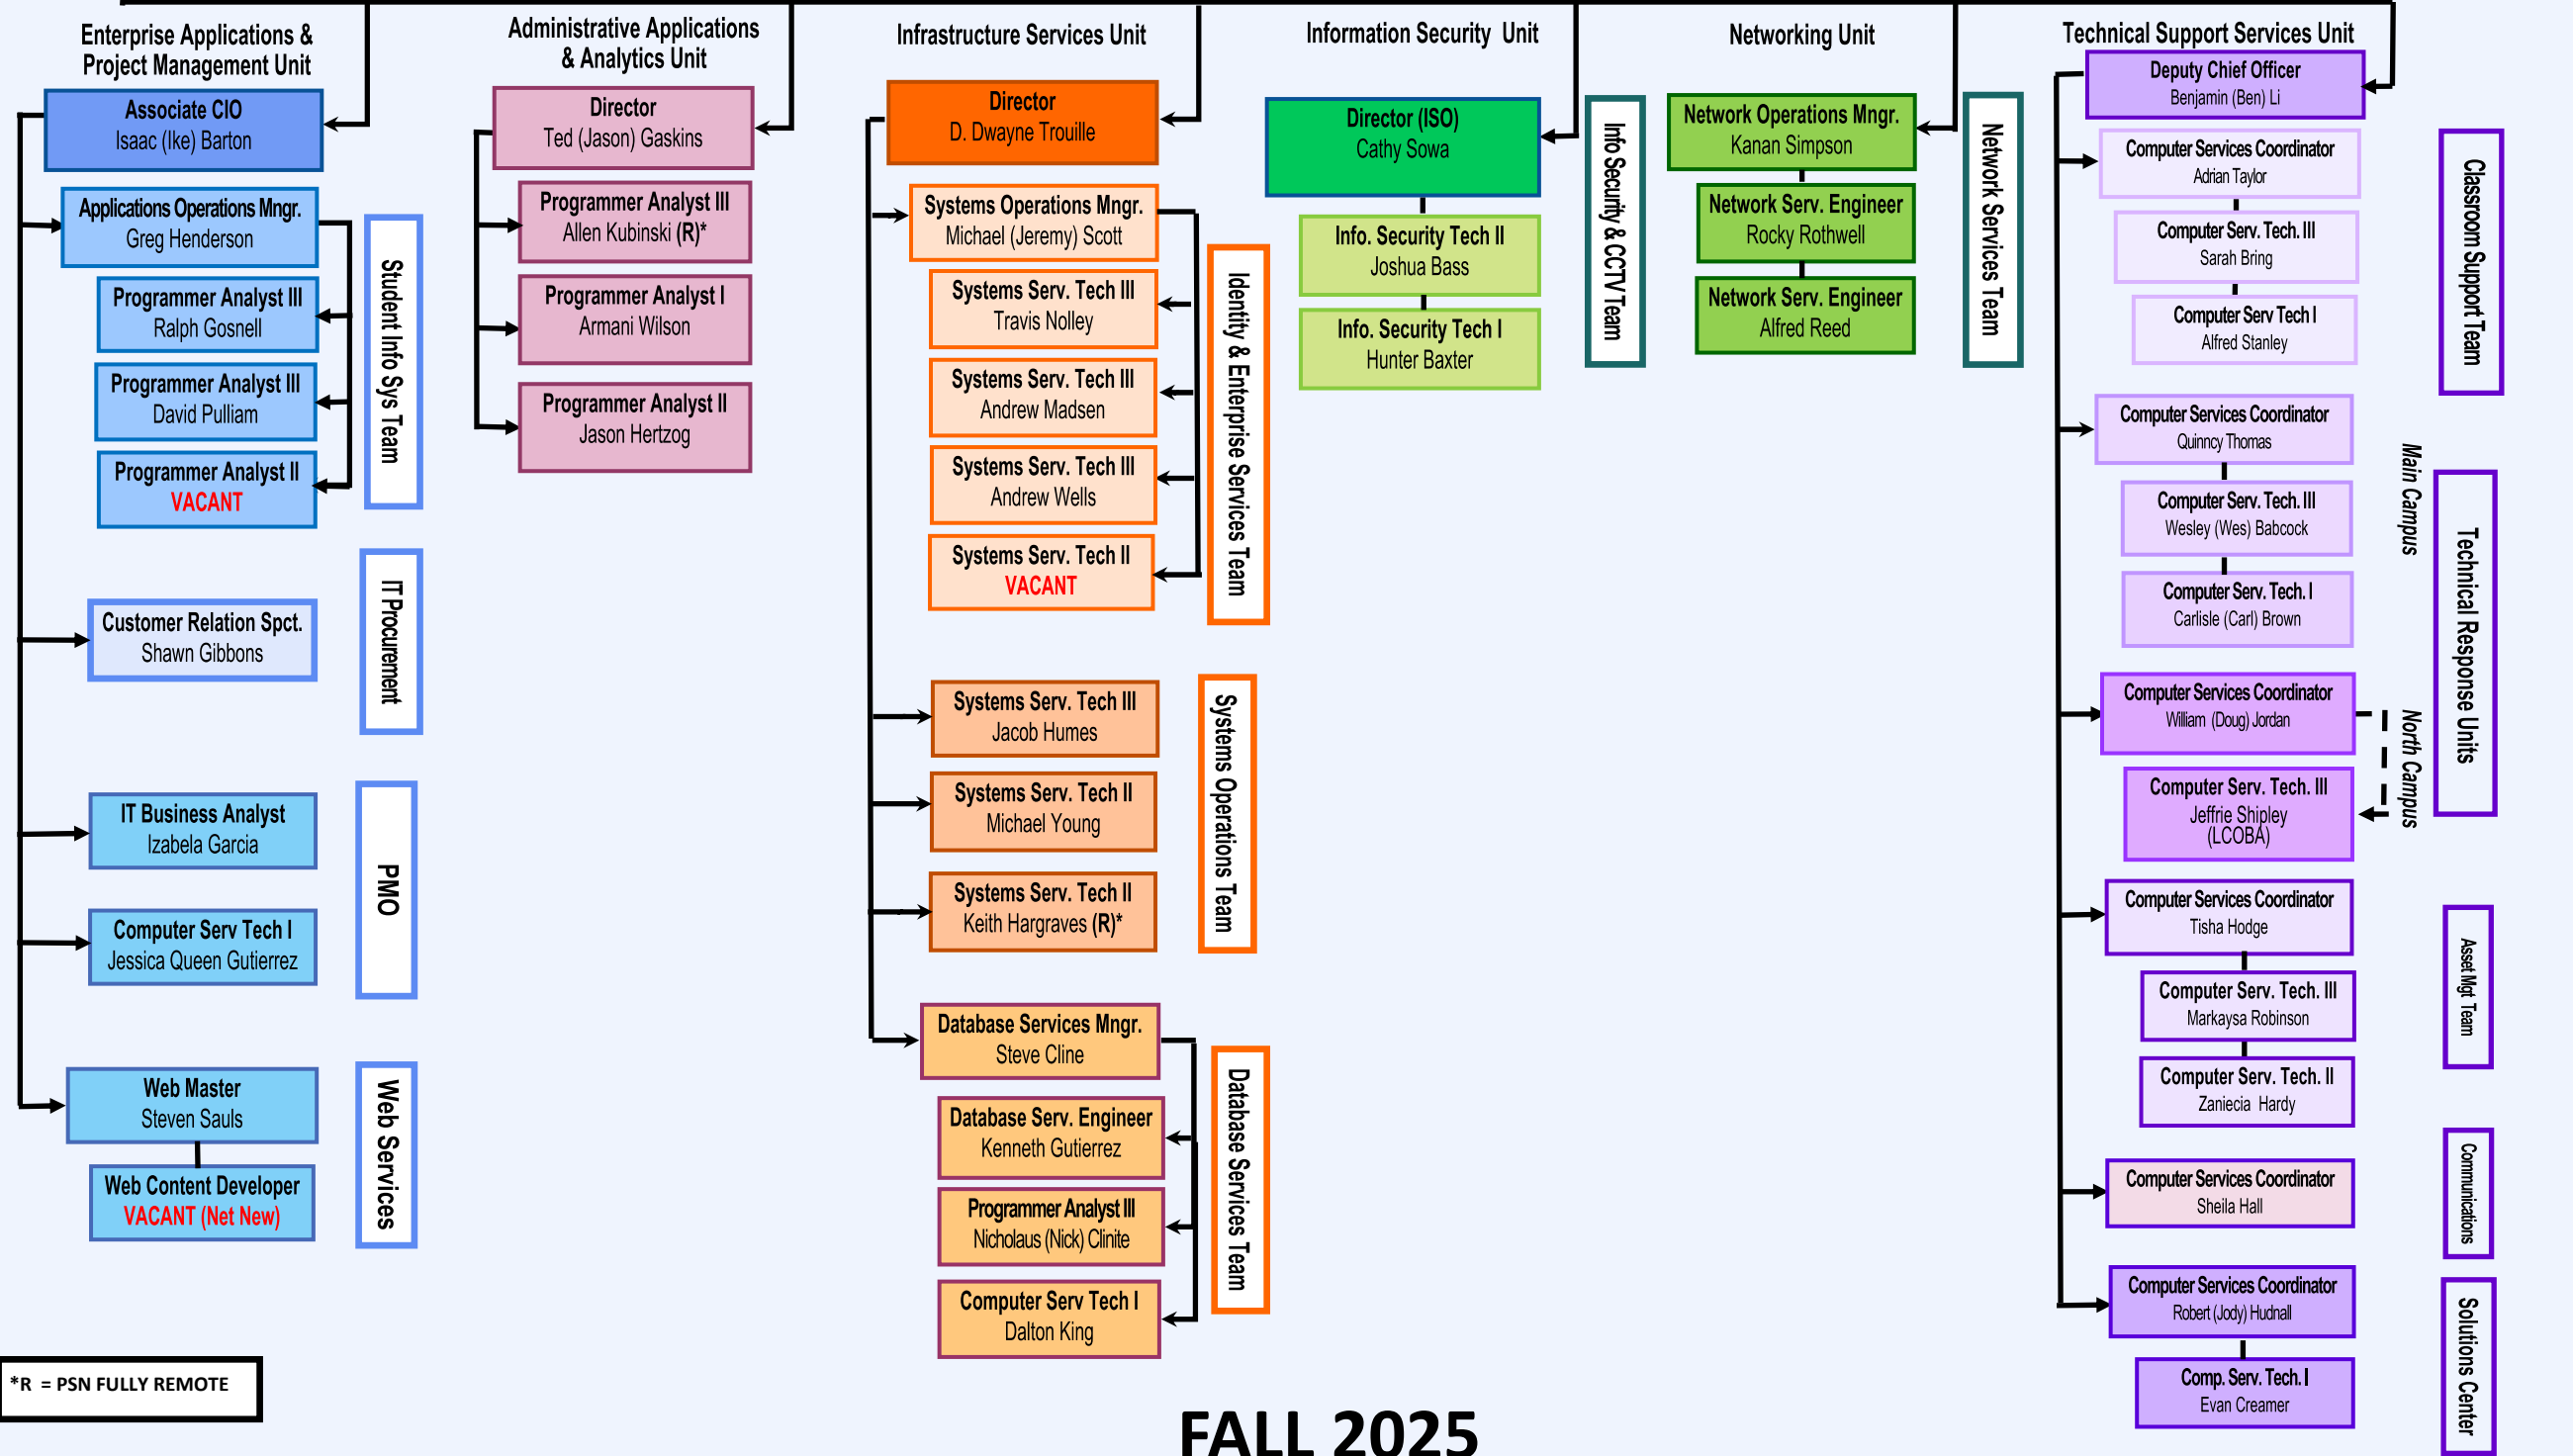 Enterprise Applications &
Project Management Unit
Associate CIO
Isaac (Ike) Barton
Applications Operations Mngr.
Greg Henderson
Programmer Analyst III
Ralph Gosnell
Programmer Analyst III
David Pulliam
Programmer Analyst II
VACANT
Student Info Sys Team
Customer Relation Spct.
Shawn Gibbons
IT Procurement
IT Business Analyst
Izabela Garcia
Computer Serv Tech I
Jessica Queen Gutierrez
PMO
Web Master
Steven Sauls
Web Content Developer
VACANT (Net New)
Web Services
Administrative Applications
& Analytics Unit
Director
Ted (Jason) Gaskins
Programmer Analyst III
Allen Kubinski (R)*
Programmer Analyst I
Armani Wilson
Programmer Analyst II
Jason Hertzog
Infrastructure Services Unit
Director
D. Dwayne Trouille
Systems Operations Mngr.
Michael (Jeremy) Scott
Systems Serv. Tech III
Travis Nolley
Systems Serv. Tech III
Andrew Madsen
Systems Serv. Tech III
Andrew Wells
Systems Serv. Tech II
VACANT
Identity & Enterprise Services Team
Systems Serv. Tech III
Jacob Humes
Systems Serv. Tech II
Michael Young
Systems Serv. Tech II
Keith Hargraves (R)*
Systems Operations Team
Database Services Mngr.
Steve Cline
Database Serv. Engineer
Kenneth Gutierrez
Programmer Analyst III
Nicholaus (Nick) Clinite
Computer Serv Tech I
Dalton King
Database Services Team
Information Security Unit
Director (ISO)
Cathy Sowa
Info. Security Tech II
Joshua Bass
Info. Security Tech I
Hunter Baxter
Info Security & CCTV Team
Networking Unit
Network Operations Mngr.
Kanan Simpson
Network Serv. Engineer
Rocky Rothwell
Network Serv. Engineer
Alfred Reed
Network Services Team
Technical Support Services Unit
Deputy Chief Officer
Benjamin (Ben) Li
Computer Services Coordinator
Adrian Taylor
Computer Serv. Tech. III
Sarah Bring
Computer Serv Tech I
Alfred Stanley
Classroom Support Team
Computer Services Coordinator
Quinncy Thomas
Computer Serv. Tech. III
Wesley (Wes) Babcock
Computer Serv. Tech. I
Carlisle (Carl) Brown
Main Campus
Computer Services Coordinator
William (Doug) Jordan
Computer Serv. Tech. III
Jeffrie Shipley
(LCOBA)
North Campus
Technical Response Units
Computer Services Coordinator
Tisha Hodge
Computer Serv. Tech. III
Markaysa Robinson
Computer Serv. Tech. II
Zaniecia Hardy
Asset Mgt Team
Computer Services Coordinator
Sheila Hall
Communications
Computer Services Coordinator
Robert (Jody) Hudnall
Comp. Serv. Tech. I
Evan Creamer
Solutions Center
*R = PSN FULLY REMOTE
FALL 2025